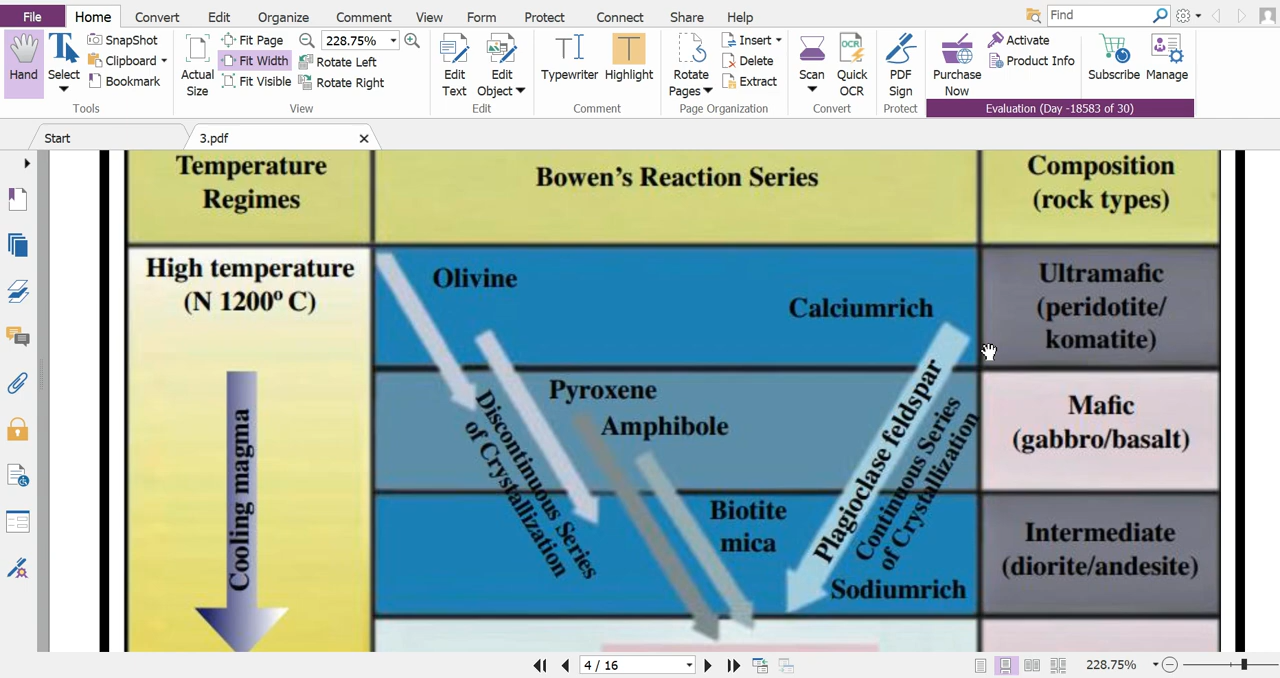 File
Home
Convert
Edit
Organize
Comment
View
Form
Protect
Connect
Share
Help
Find
Hand
Select
SnapShot
Clipboard
Bookmark
Tools
Actual
Size
Fit Page
Fit Width
Fit Visible
228.75%
Rotate Left
Rotate Right
View
Edit
Text
Edit
Object
Edit
Typewriter
Highlight
Comment
Rotate
Pages
Insert
Delete
Extract
Page Organization
Scan
Quick
OCR
Convert
PDF
Sign
Protect
Purchase
Now
Activate
Product Info
Subscribe
Manage
Evaluation (Day -18583 of 30)
Start
3.pdf
Temperature
Regimes
Bowen's Reaction Series
Composition
(rock types)
High temperature
(N 1200º C)
Cooling magma
Olivine
Calciumrich
Pyroxene
Amphibole
Discontinuous Series
of Crystallization
Biotite
mica
Plagioclase feldspar
Continuous Series
of Crystallization
Sodiumrich
Ultramafic
(peridotite/
komatite)
Mafic
(gabbro/basalt)
Intermediate
(diorite/andesite)
4 / 16
228.75%